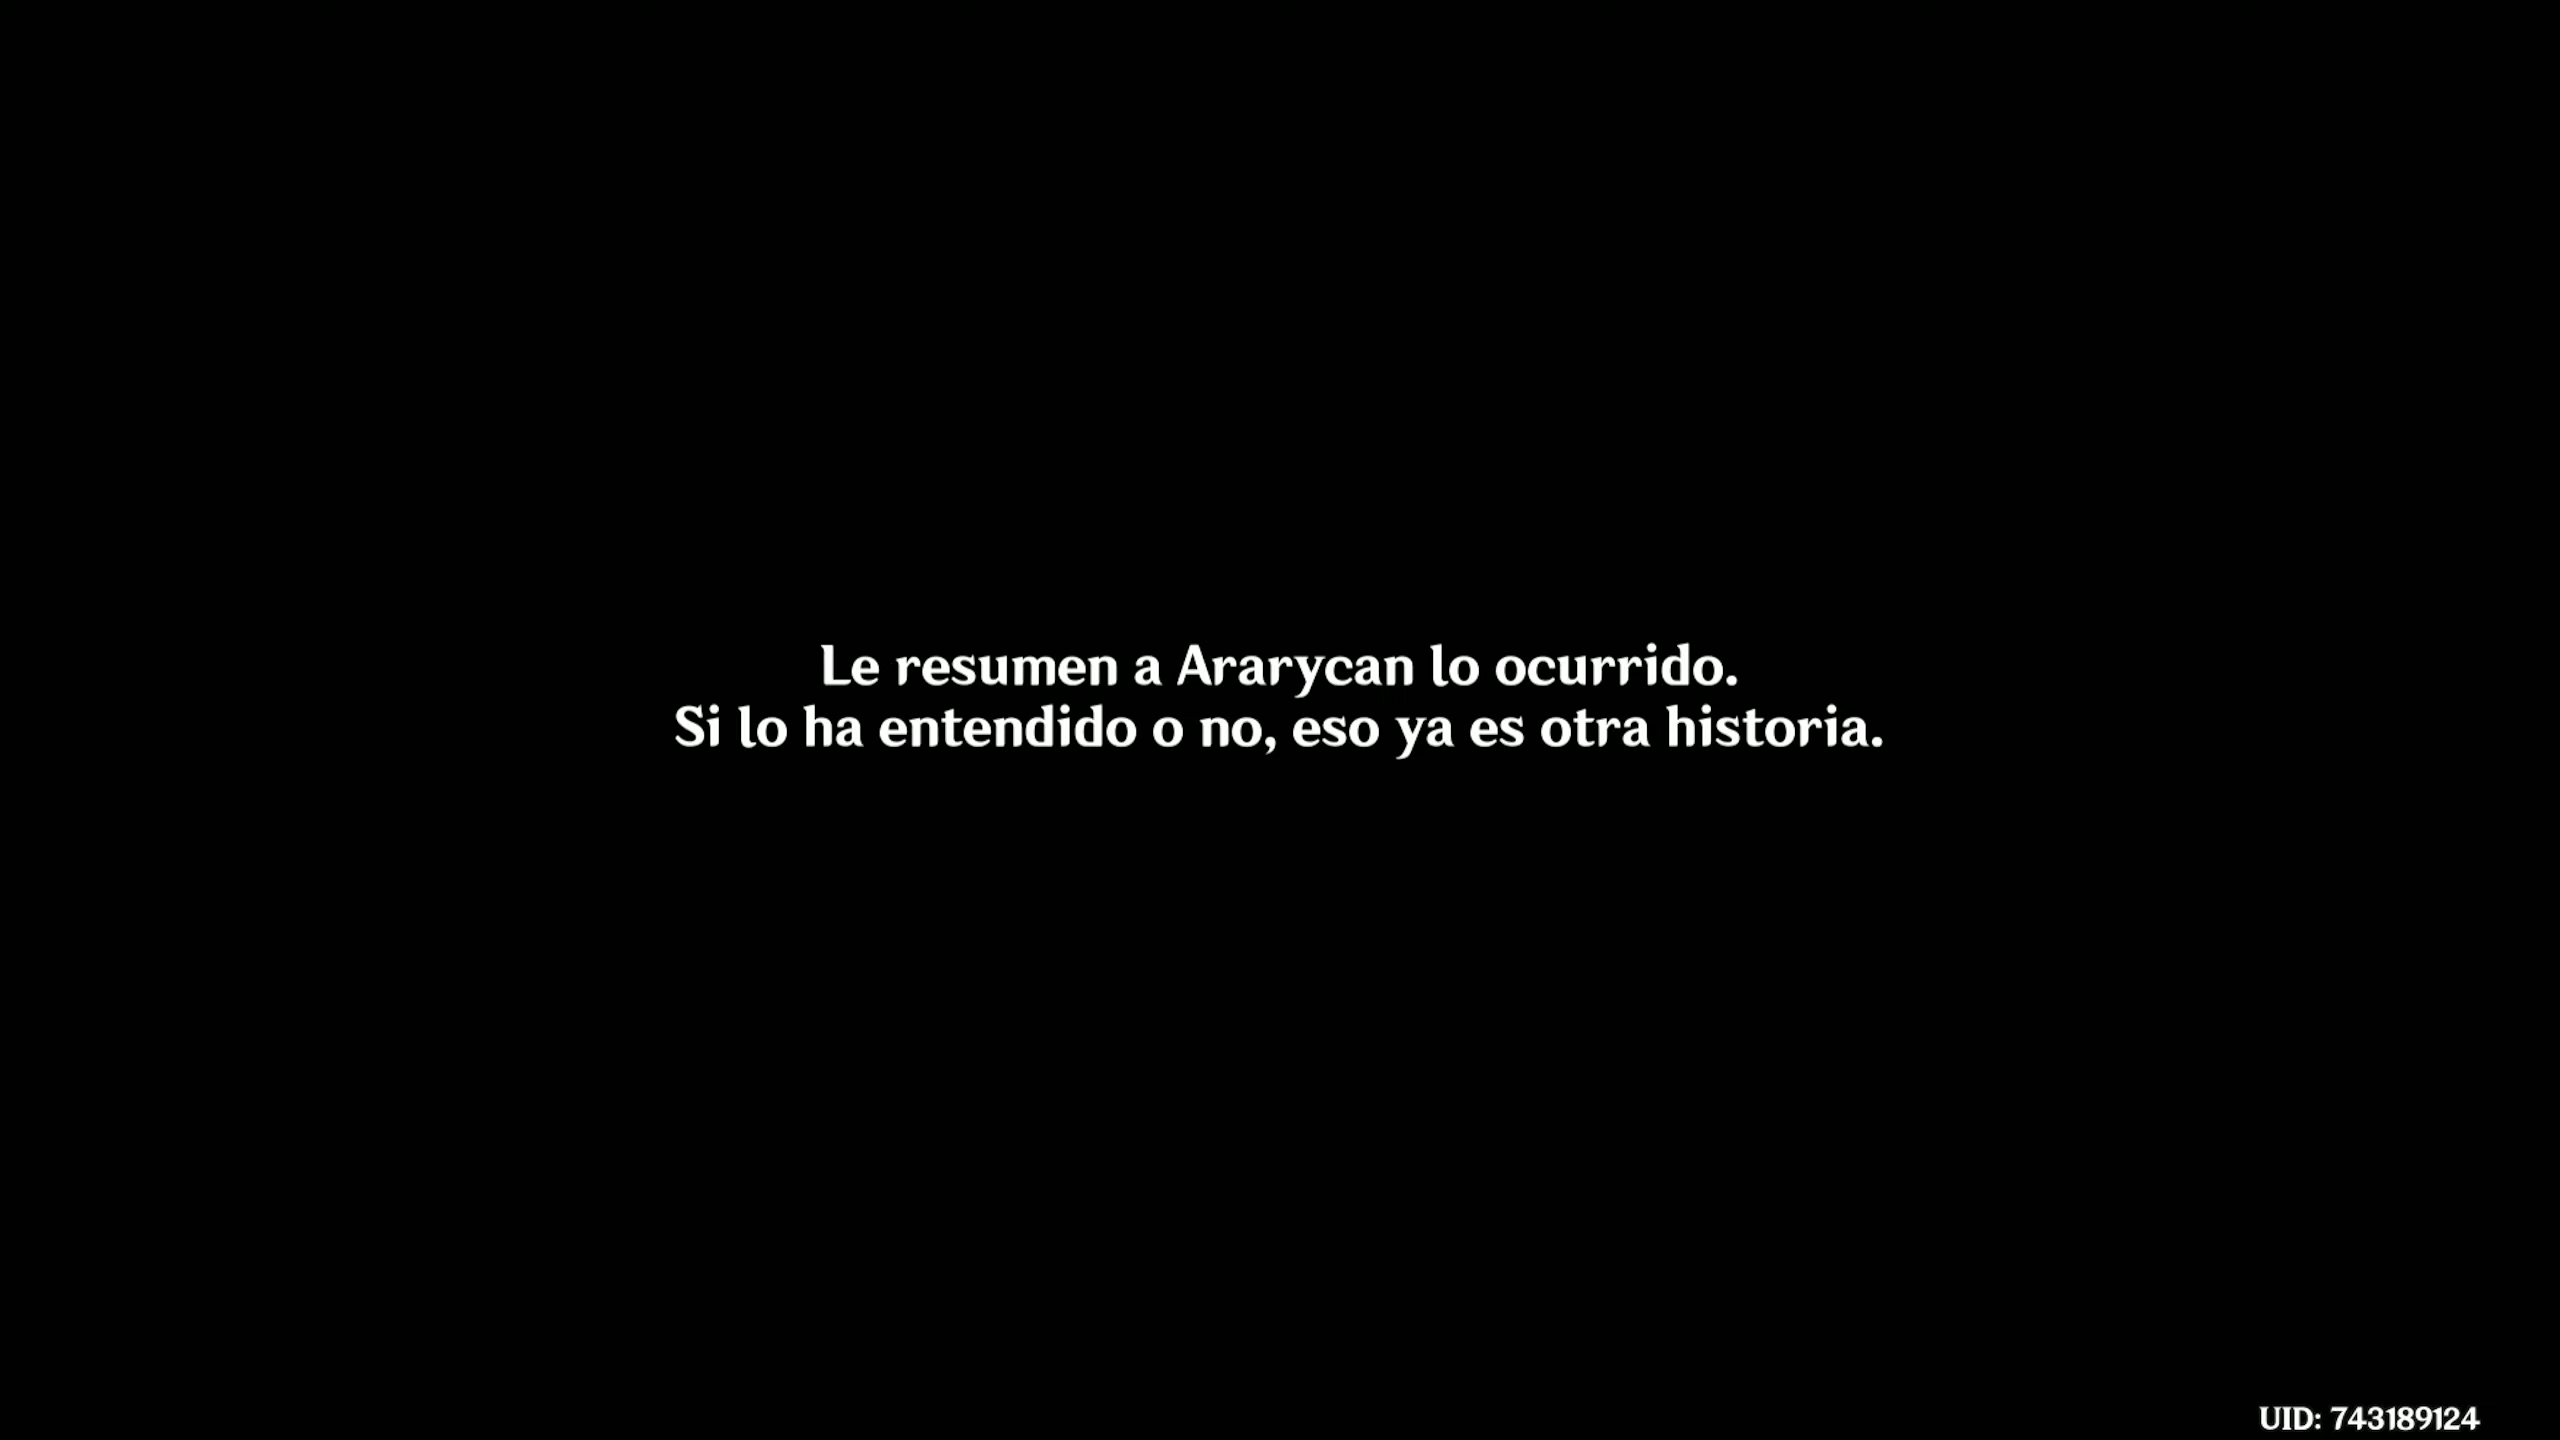 Le resumen a Ararycan lo ocurrido.
Si lo ha entendido o no, eso ya es otra historia.
UID: 743189124